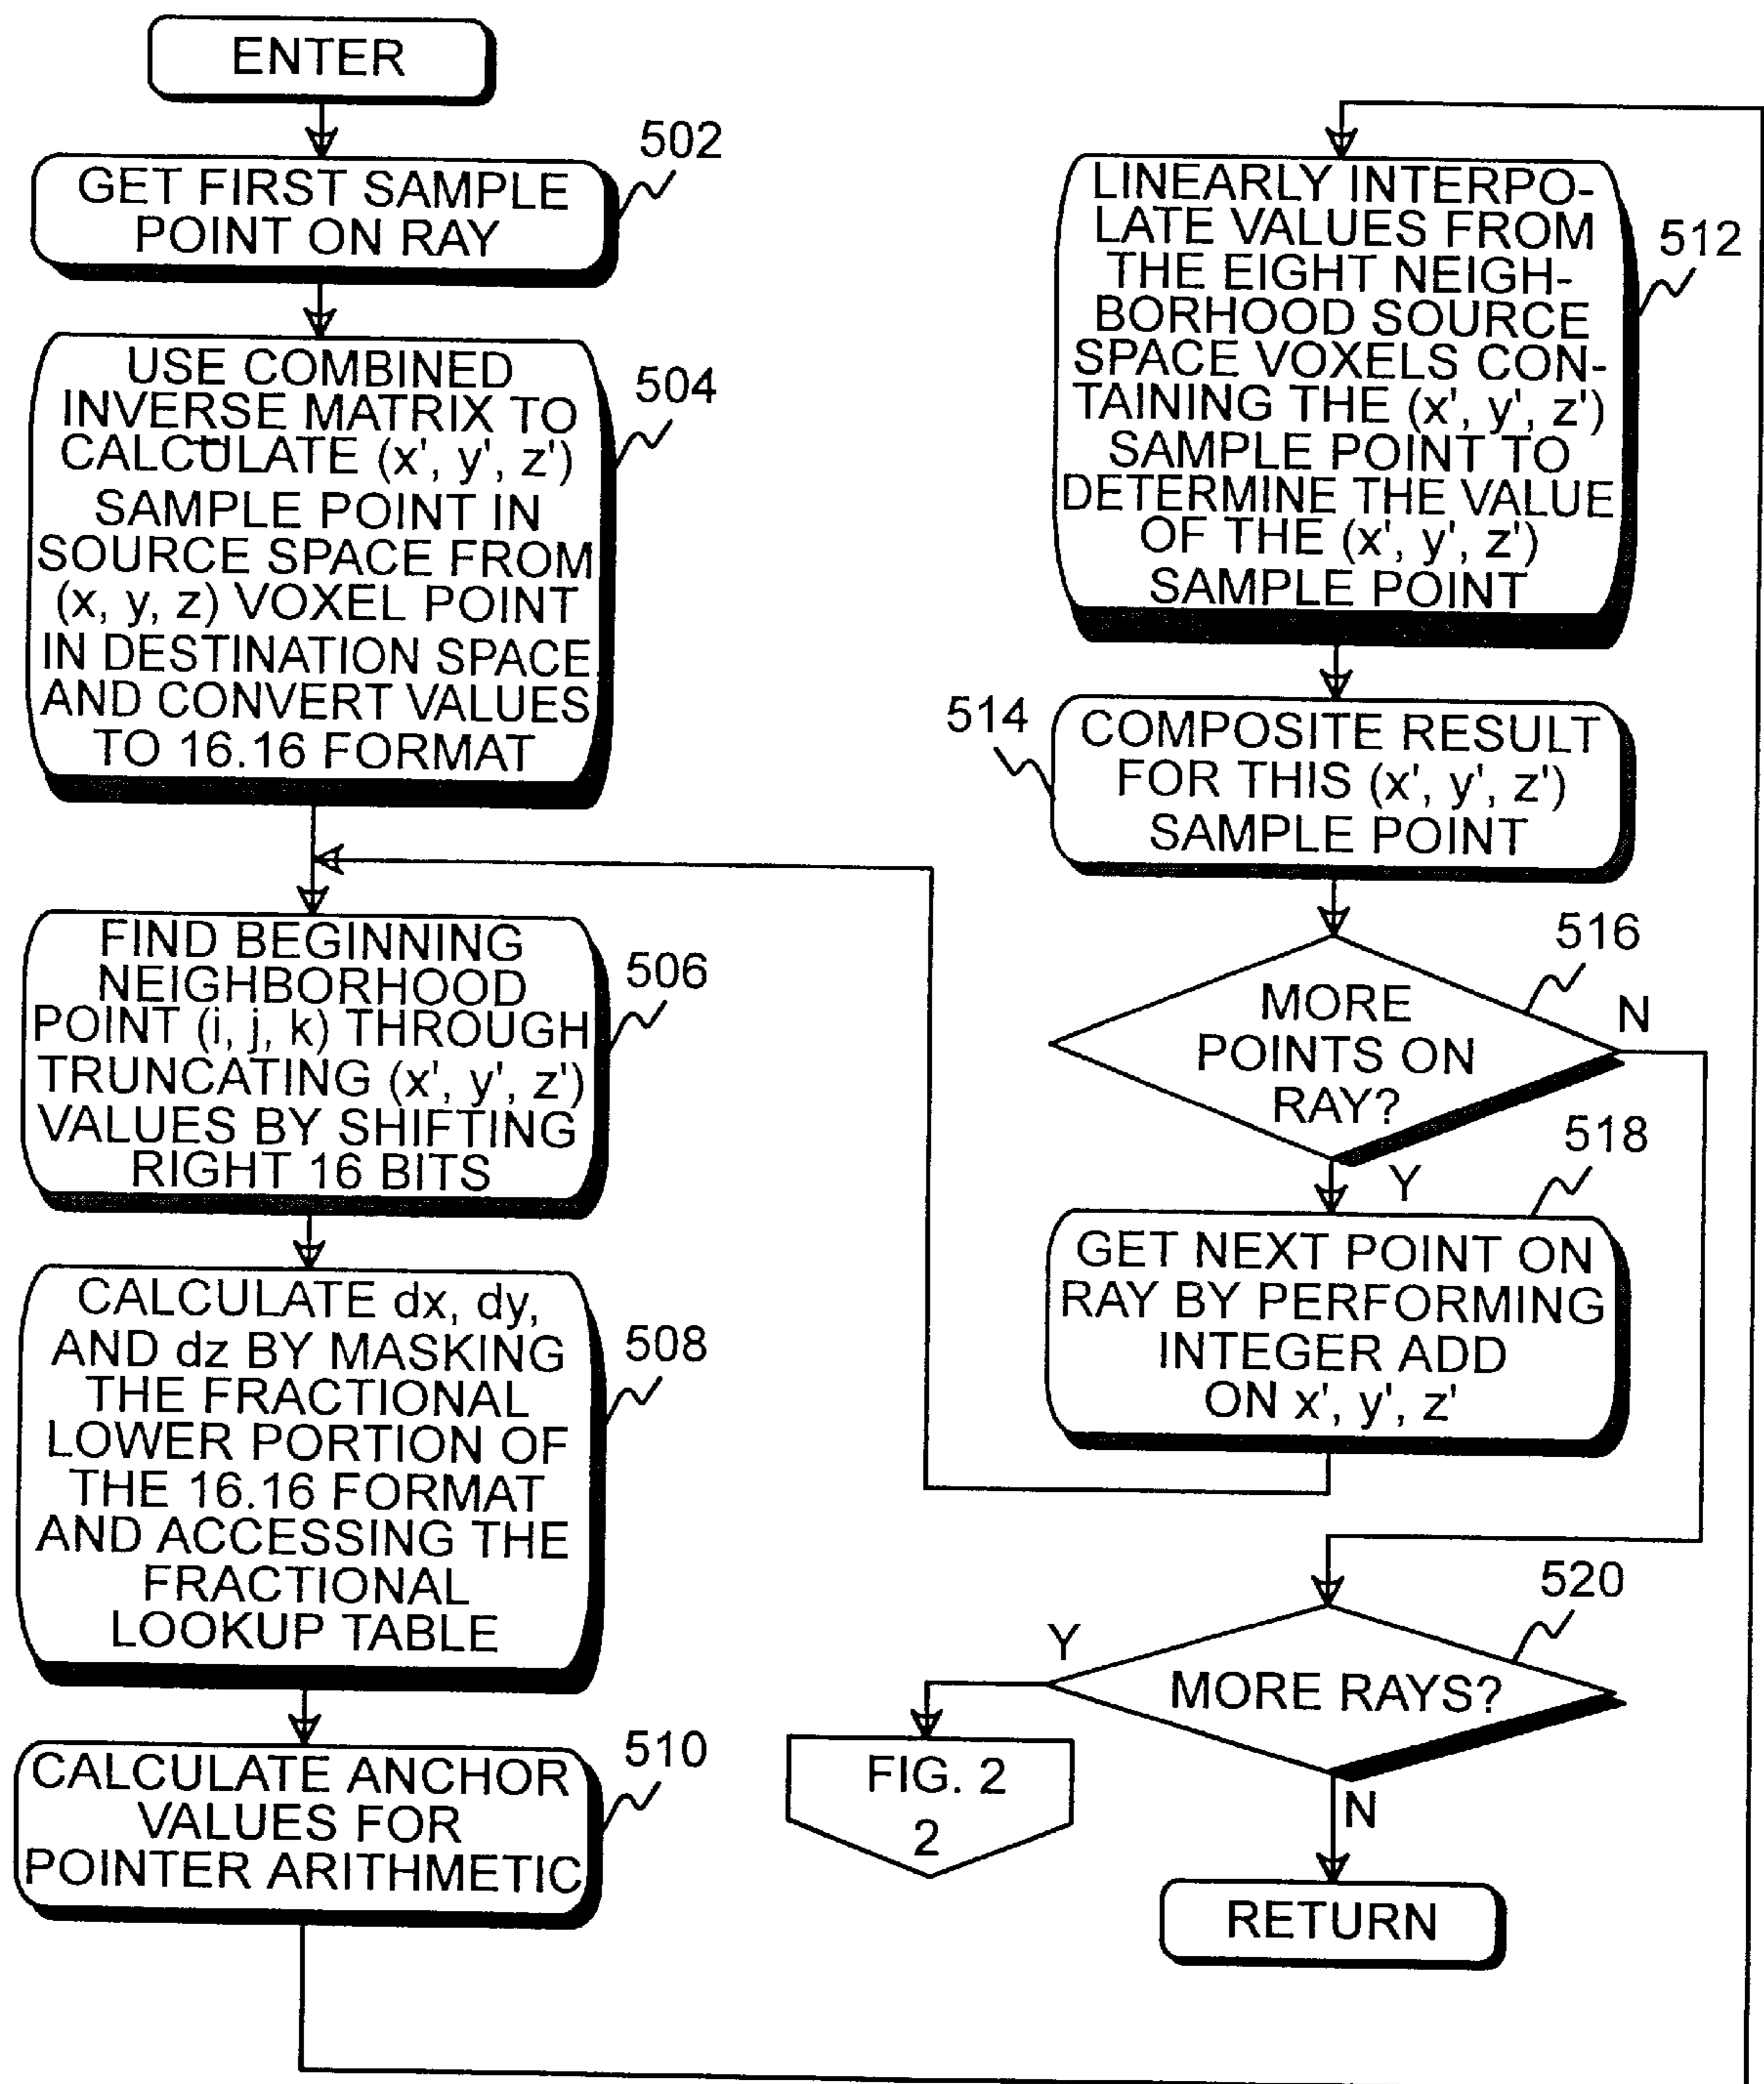 ENTER
502
GET FIRST SAMPLE
POINT ON RAY
504
USE COMBINED
INVERSE MATRIX TO
CALCULATE (x', y', z')
SAMPLE POINT IN
SOURCE SPACE FROM
(x, y, z) VOXEL POINT
IN DESTINATION SPACE
AND CONVERT VALUES
TO 16.16 FORMAT
506
FIND BEGINNING
NEIGHBORHOOD
POINT (i, j, k) THROUGH
TRUNCATING (x', y', z')
VALUES BY SHIFTING
RIGHT 16 BITS
508
CALCULATE dx, dy,
AND dz BY MASKING
THE FRACTIONAL
LOWER PORTION OF
THE 16.16 FORMAT
AND ACCESSING THE
FRACTIONAL
LOOKUP TABLE
510
CALCULATE ANCHOR
VALUES FOR
POINTER ARITHMETIC
512
LINEARLY INTERPO-
LATE VALUES FROM
THE EIGHT NEIGH-
BORHOOD SOURCE
SPACE VOXELS CON-
TAINING THE (x', y', z')
SAMPLE POINT TO
DETERMINE THE VALUE
OF THE (x', y', z')
SAMPLE POINT
514
COMPOSITE RESULT
FOR THIS (x', y', z')
SAMPLE POINT
516
MORE
POINTS ON
RAY?
N
Y
518
GET NEXT POINT ON
RAY BY PERFORMING
INTEGER ADD
ON x', y', z'
520
MORE RAYS?
Y
FIG. 2
2
N
RETURN